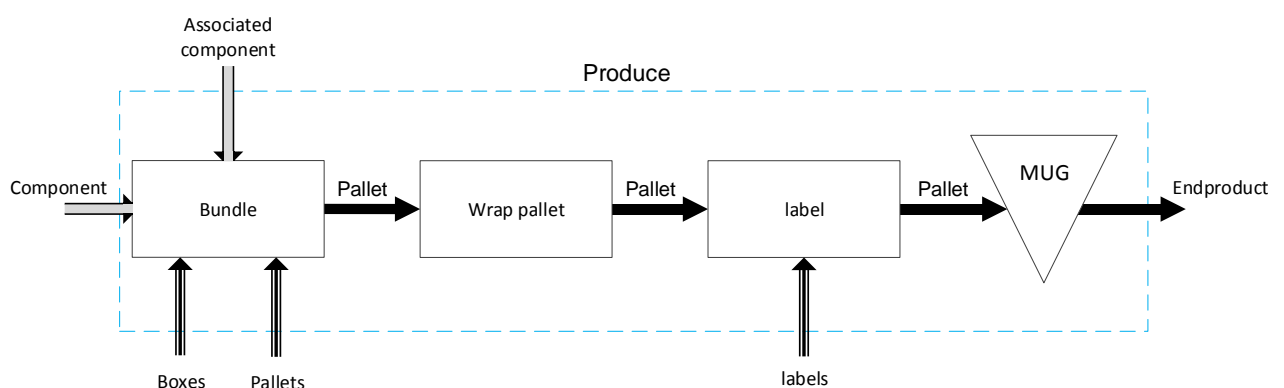 Associated
component
Produce
Component
Bundle
Pallet
Wrap pallet
Pallet
label
Pallet
MUG
Endproduct
Boxes
Pallets
labels